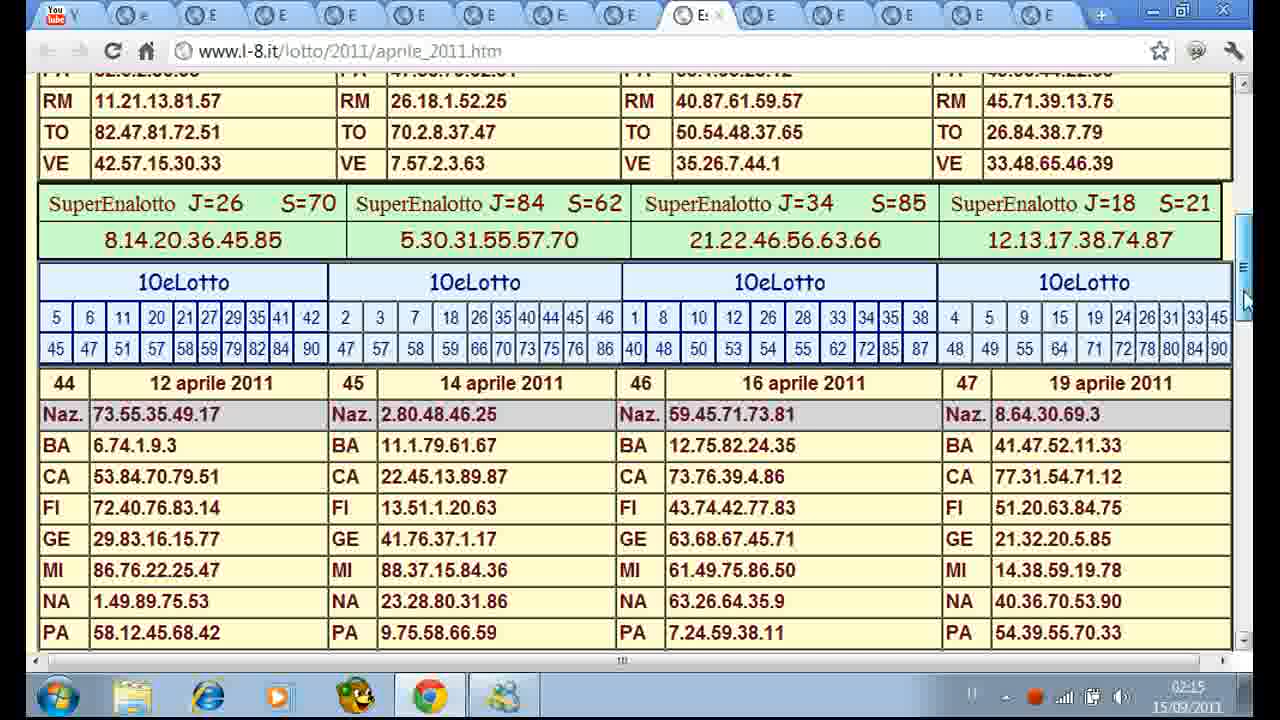 You
Tube
www.l-8.it/lotto/2011/aprile_2011.htm
RM 11.21.13.81.57 RM 26.18.1.52.25 RM 40.87.61.59.57 RM 45.71.39.13.75
TO 82.47.81.72.51 TO 70.2.8.37.47 TO 50.54.48.37.65 TO 26.84.38.7.79
VE 42.57.15.30.33 VE 7.57.2.3.63 VE 35.26.7.44.1 VE 33.48.65.46.39
SuperEnalotto J=26 S=70 SuperEnalotto J=84 S=62 SuperEnalotto J=34 S=85 SuperEnalotto J=18 S=21
8.14.20.36.45.85 5.30.31.55.57.70 21.22.46.56.63.66 12.13.17.38.74.87
10eLotto 10eLotto 10eLotto 10eLotto
5 6 11 20 21 27 29 35 41 42 2 3 7 18 26 35 40 44 45 46 1 8 10 12 26 28 33 34 35 38 4 5 9 15 19 24 26 31 33 45
45 47 51 57 58 59 79 82 84 90 47 57 58 59 66 70 73 75 76 86 40 48 50 53 54 55 62 72 85 87 48 49 55 64 71 72 78 80 84 90
44 12 aprile 2011 45 14 aprile 2011 46 16 aprile 2011 47 19 aprile 2011
Naz. 73.55.35.49.17 Naz. 2.80.48.46.25 Naz. 59.45.71.73.81 Naz. 8.64.30.69.3
BA 6.74.1.9.3 BA 11.1.79.61.67 BA 12.75.82.24.35 BA 41.47.52.11.33
CA 53.84.70.79.51 CA 22.45.13.89.87 CA 73.76.39.4.86 CA 77.31.54.71.12
FI 72.40.76.83.14 FI 13.51.1.20.63 FI 43.74.42.77.83 FI 51.20.63.84.75
GE 29.83.16.15.77 GE 41.76.37.1.17 GE 63.68.67.45.71 GE 21.32.20.5.85
MI 86.76.22.25.47 MI 88.37.15.84.36 MI 61.49.75.86.50 MI 14.38.59.19.78
NA 1.49.89.75.53 NA 23.28.80.31.86 NA 63.26.64.35.9 NA 40.36.70.53.90
PA 58.12.45.68.42 PA 9.75.58.66.59 PA 7.24.59.38.11 PA 54.39.55.70.33
02:15
15/09/2011